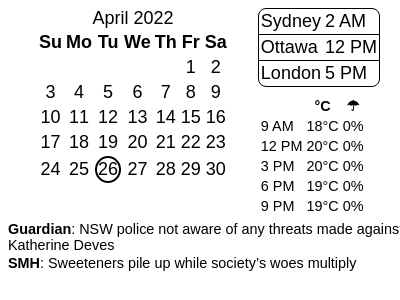 April 2022
Su Mo Tu We Th Fr Sa
1 2
3 4 5 6 7 8 9
10 11 12 13 14 15 16
17 18 19 20 21 22 23
24 25 26 27 28 29 30
Sydney 2 AM
Ottawa 12 PM
London 5 PM
°C ☂
9 AM 18°C 0%
12 PM 20°C 0%
3 PM 20°C 0%
6 PM 19°C 0%
9 PM 19°C 0%
Guardian: NSW police not aware of any threats made against
Katherine Deves
SMH: Sweeteners pile up while society’s woes multiply